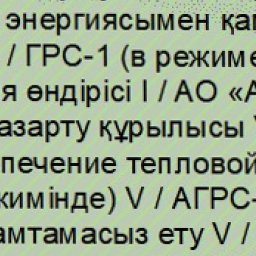 энергиясымен қа
/ ГРС-1 (в режиме
я өндірісі I / АО «А
азарту құрылысы
печение тепловой
кимінде) V / АГРС-
амтамасыз ету V /